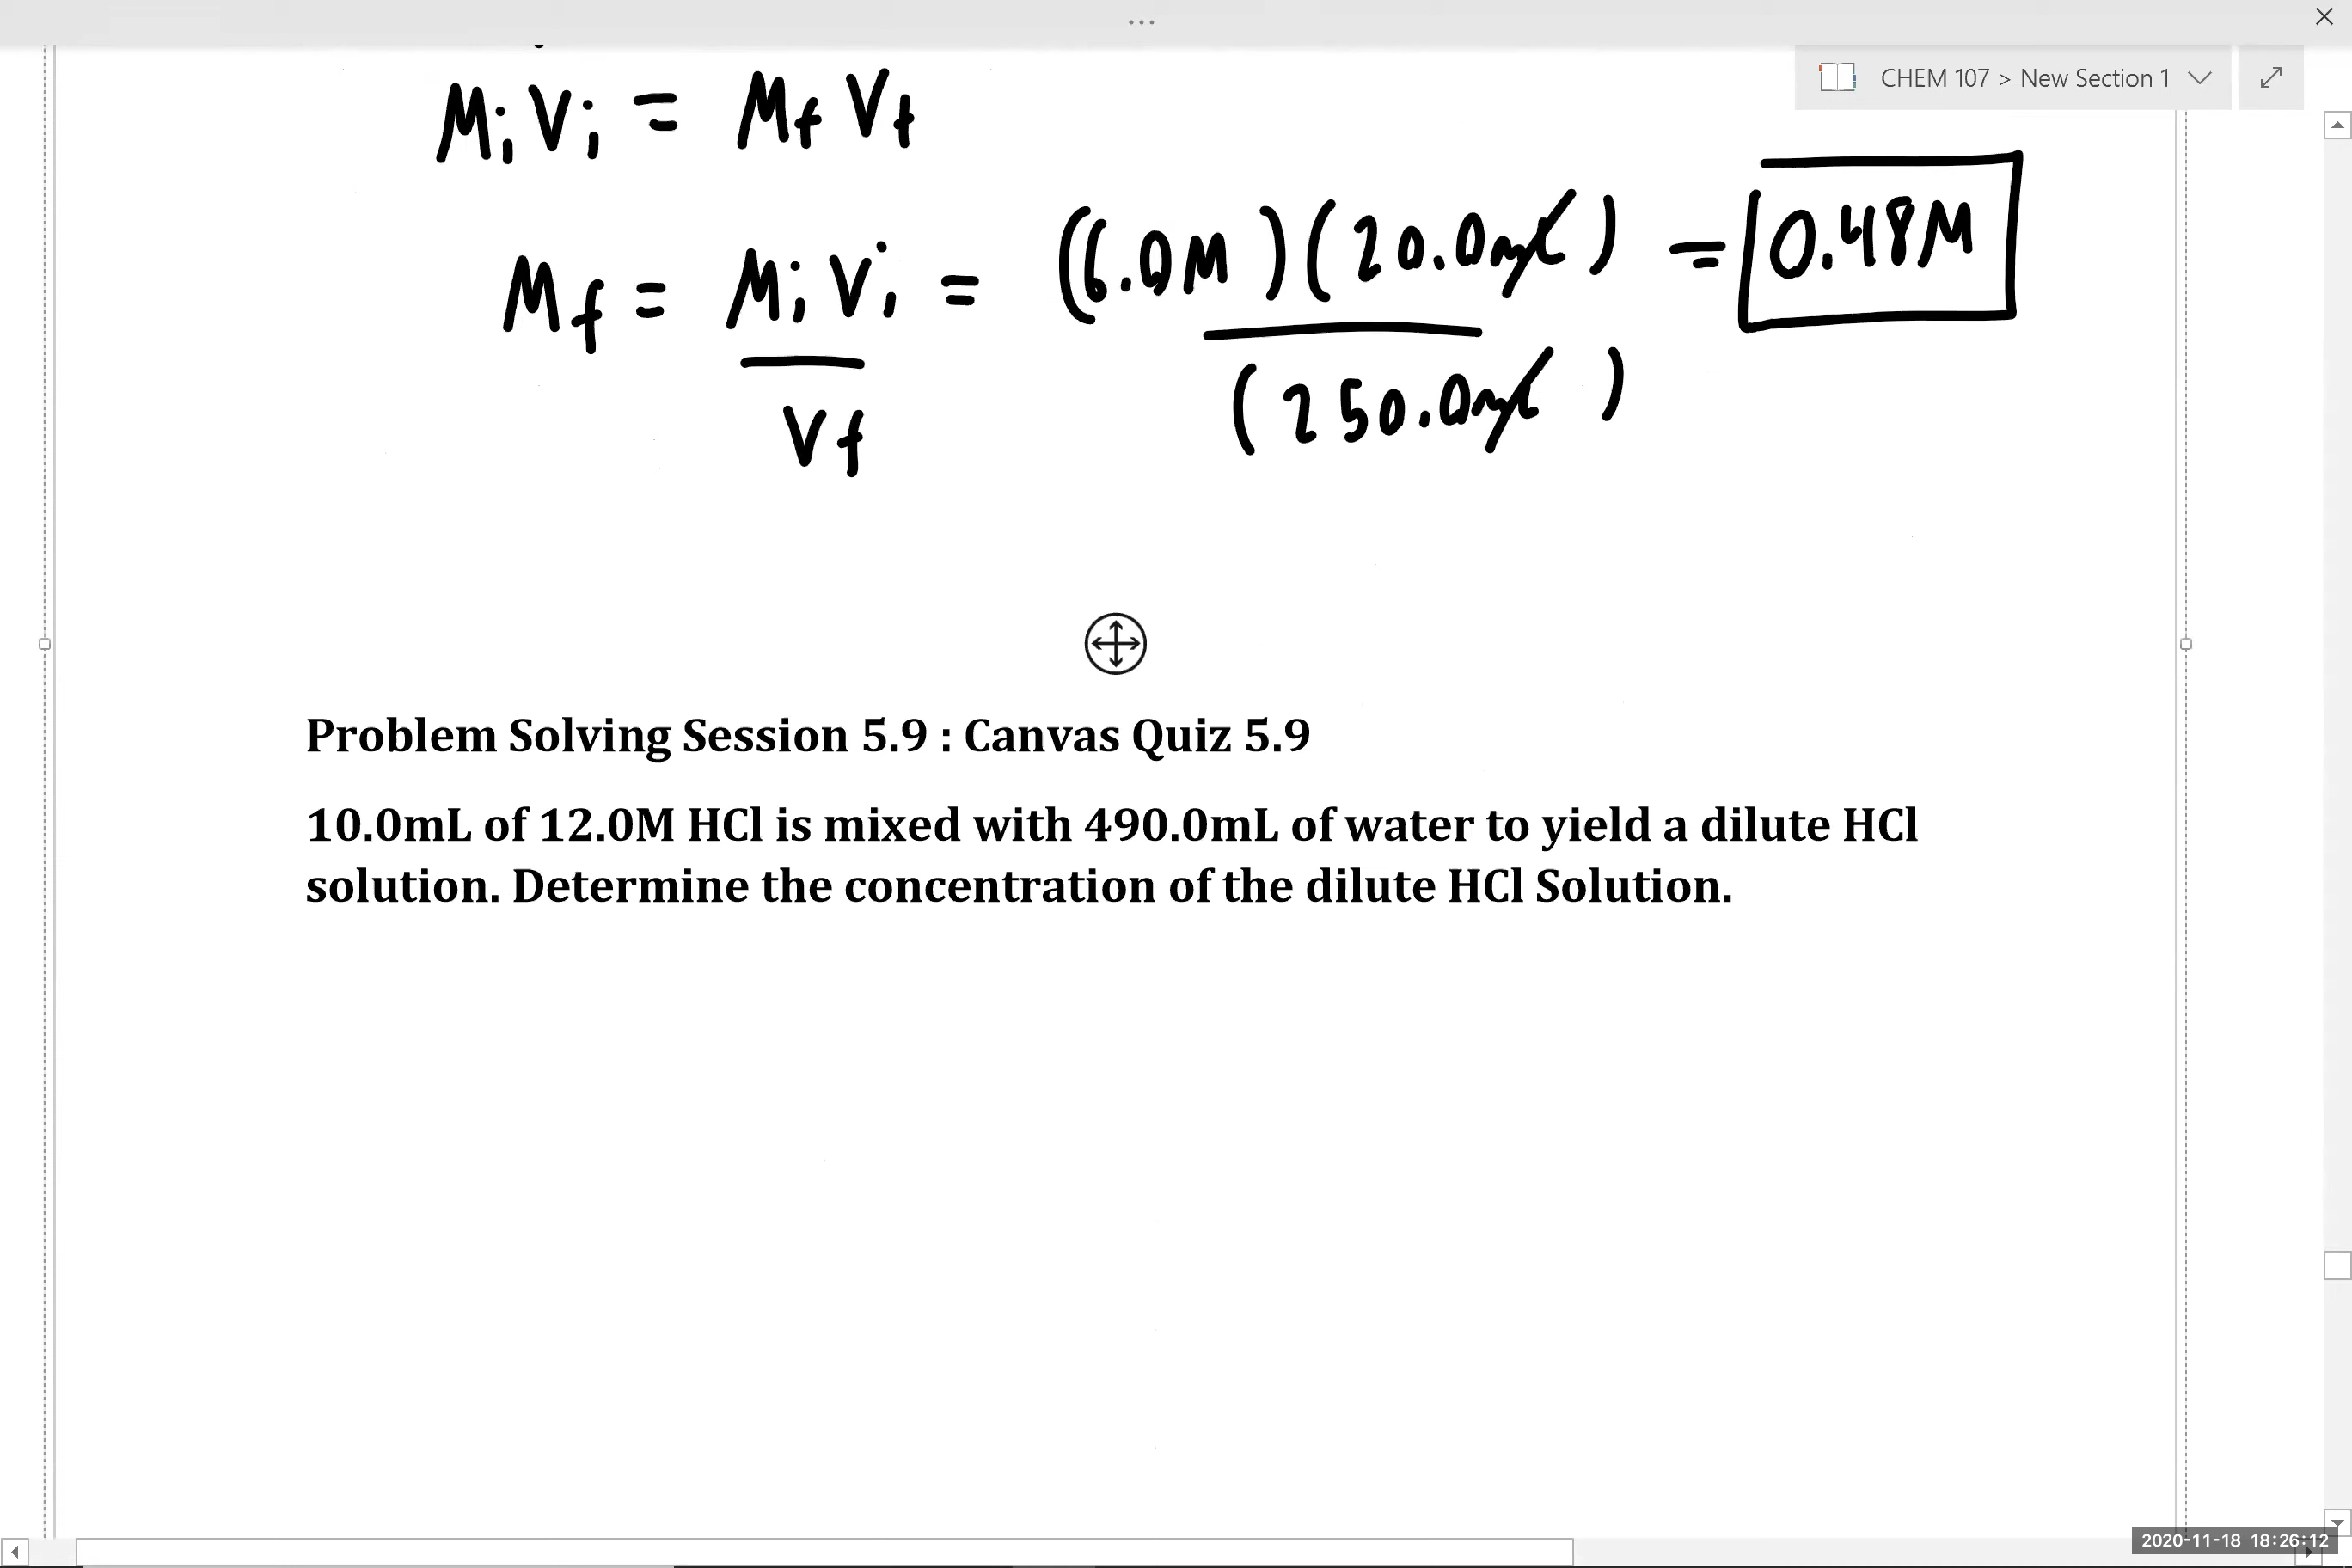 ...
CHEM 107 > New Section 1
MiVi = MfVf
Mf = MiVi/Vf = (6.0M)(20.0mL)/(250.0mL) = 0.48M
Problem Solving Session 5.9 : Canvas Quiz 5.9
10.0mL of 12.0M HCl is mixed with 490.0mL of water to yield a dilute HCl
solution. Determine the concentration of the dilute HCl Solution.
2020-11-18 18:26:12